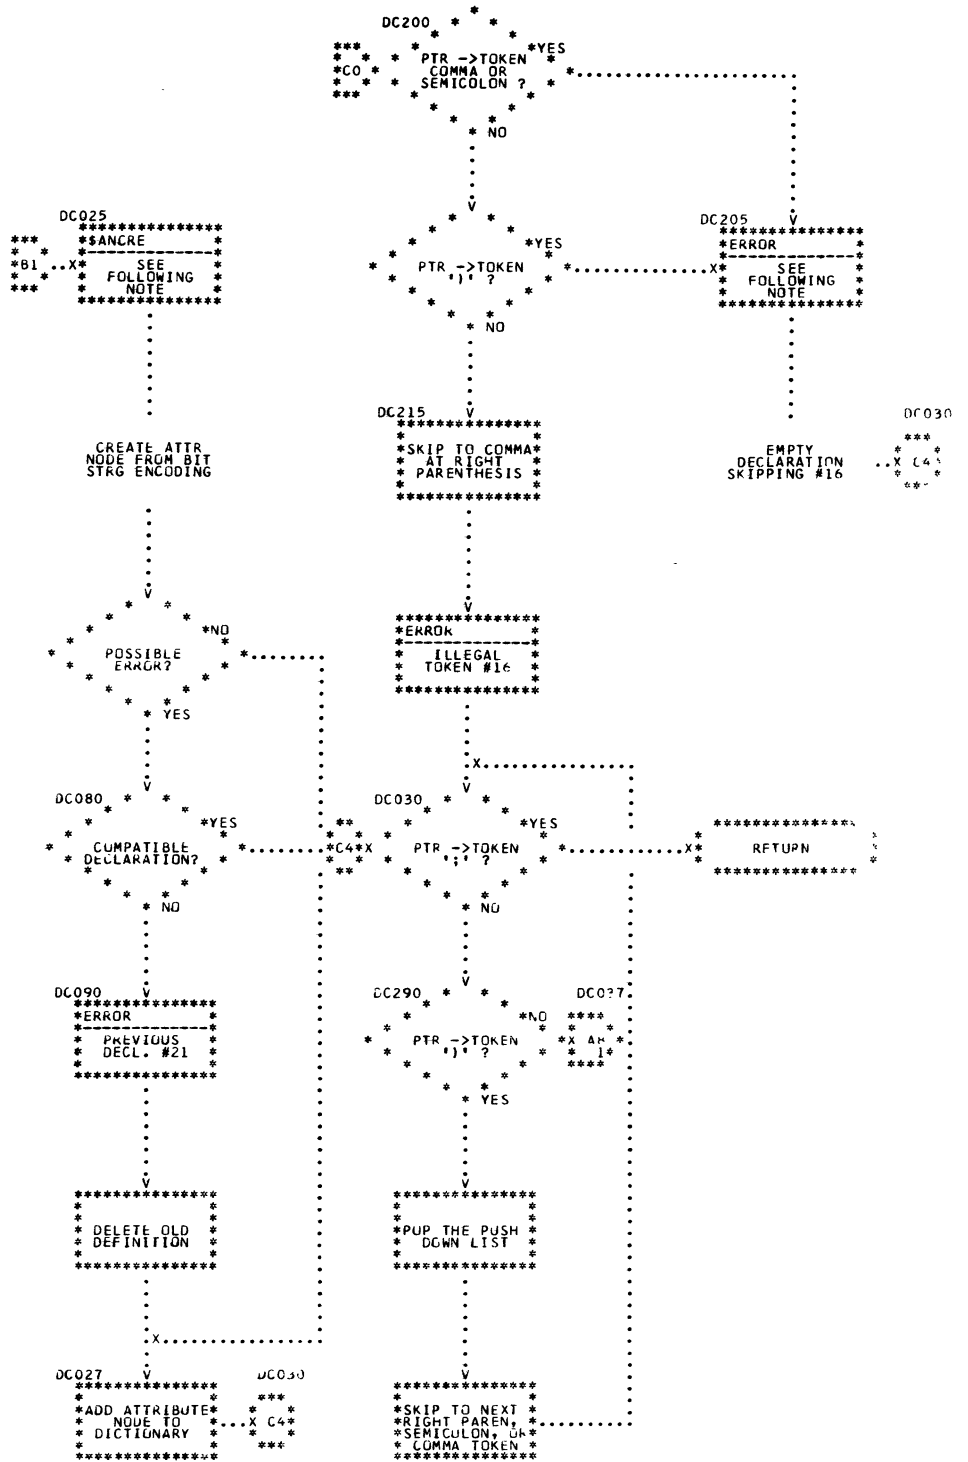 DC200
YES
C0
PTR ->TOKEN
COMMA OR
SEMICOLON ?
NO
DC025
$ANCRE
B1
X
SEE
FOLLOWING
NOTE
YES
PTR ->TOKEN
')' ?
NO
DC205
ERROR
X
SEE
FOLLOWING
NOTE
CREATE ATTR
NODE FROM BIT
STRG ENCODING
DC215
SKIP TO COMMA
AT RIGHT
PARENTHESIS
EMPTY
DECLARATION
SKIPPING #16
DC030
X C4
NO
POSSIBLE
ERROR?
YES
ERROR
ILLEGAL
TOKEN #16
X
DC080
YES
COMPATIBLE
DECLARATION?
NO
C4
X
DC030
YES
PTR ->TOKEN
';' ?
NO
X
RETURN
DC090
ERROR
PREVIOUS
DECL. #21
DC290
NO
PTR ->TOKEN
')' ?
YES
X
1
DELETE OLD
DEFINITION
POP THE PUSH
DOWN LIST
X
DC027
ADD ATTRIBUTE
NODE TO
DICTIONARY
DC030
X C4
SKIP TO NEXT
RIGHT PAREN,
SEMICOLON, OR
COMMA TOKEN